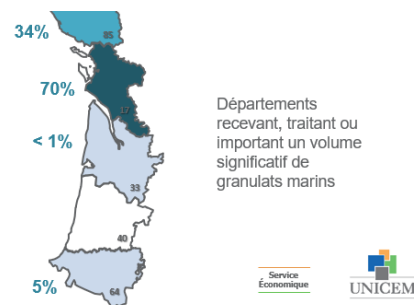 34%
85
70%
17
< 1%
33
40
5%
64
Départements
recevant, traitant ou
important un volume
significatif de
granulats marins
Service
Économique
UNICEM